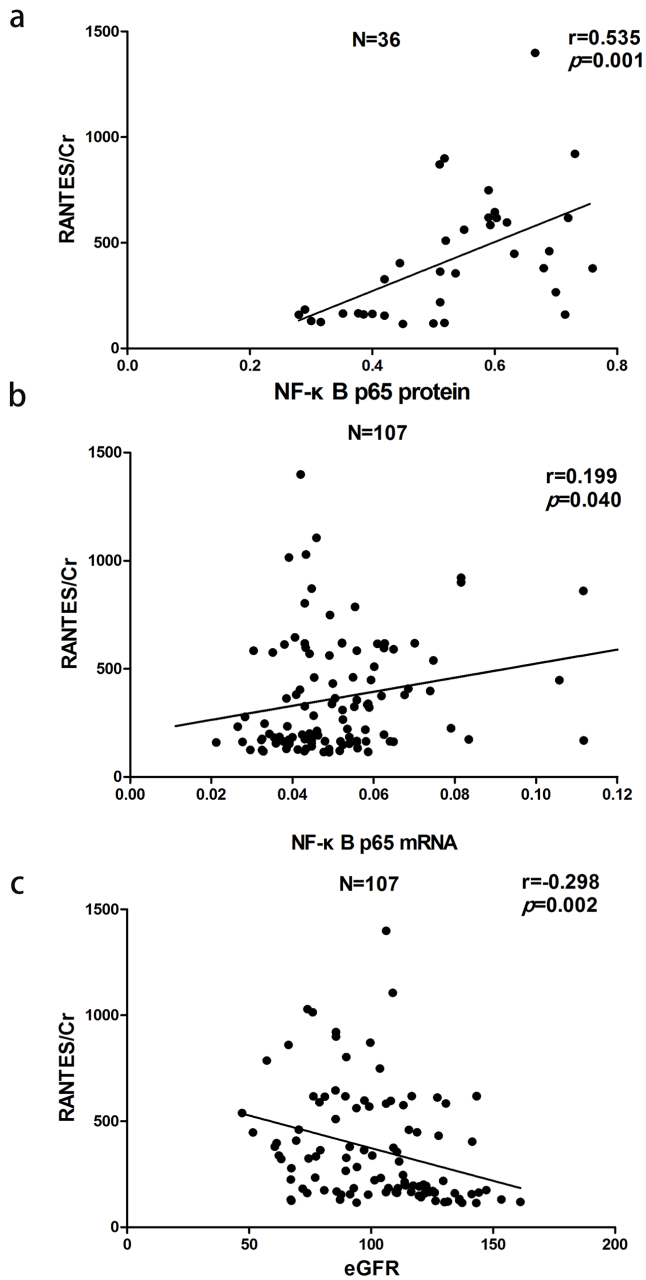 a
N=36
r=0.535
p=0.001
RANTES/Cr
1500
1000
500
0
0.0 0.2 0.4 0.6 0.8
NF-κ B p65 protein
b
N=107
r=0.199
p=0.040
RANTES/Cr
1500
1000
500
0
0.00 0.02 0.04 0.06 0.08 0.10 0.12
NF-κ B p65 mRNA
c
N=107
r=-0.298
p=0.002
RANTES/Cr
1500
1000
500
0
0 50 100 150 200
eGFR